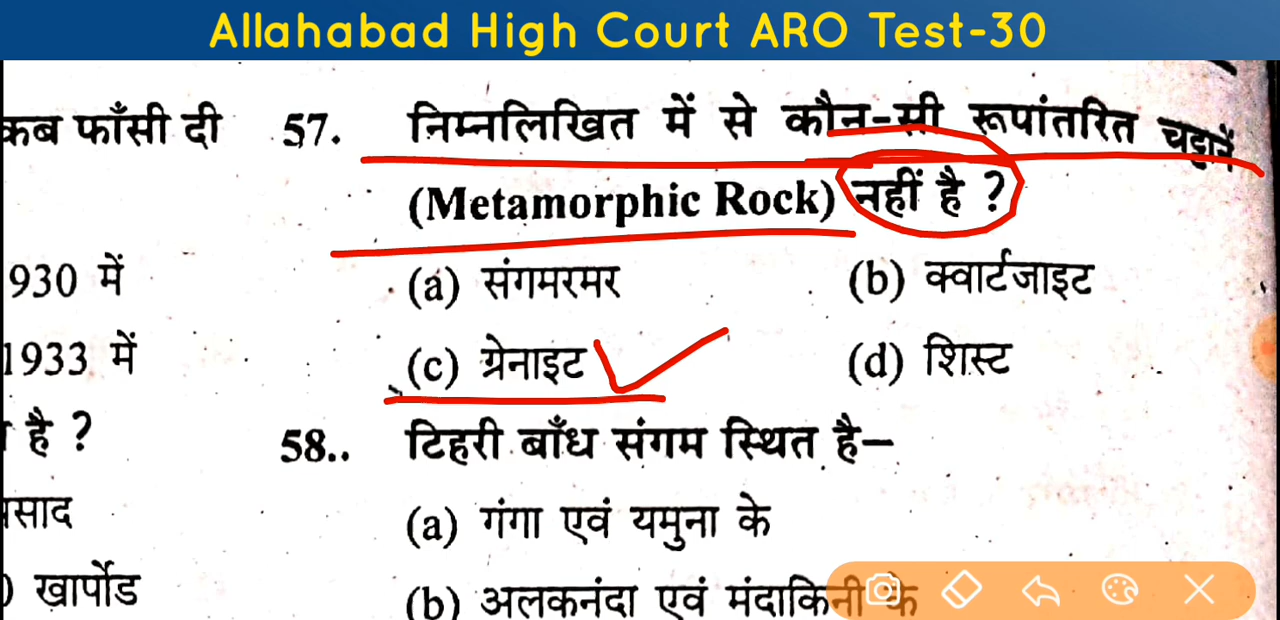 Allahabad High Court ARO Test-30
कब फाँसी दी
930 में
1933 में
है ?
खार्पोड
57. निम्नलिखित में से कौन-सी रूपांतरित चट्टानें
(Metamorphic Rock) नहीं है ?
(a) संगमरमर (b) क्वार्टजाइट
(c) ग्रेनाइट (d) शिस्ट
58.. टिहरी बाँध संगम स्थित है–
(a) गंगा एवं यमुना के
(b) अलकनंदा एवं मंदाकिनी के